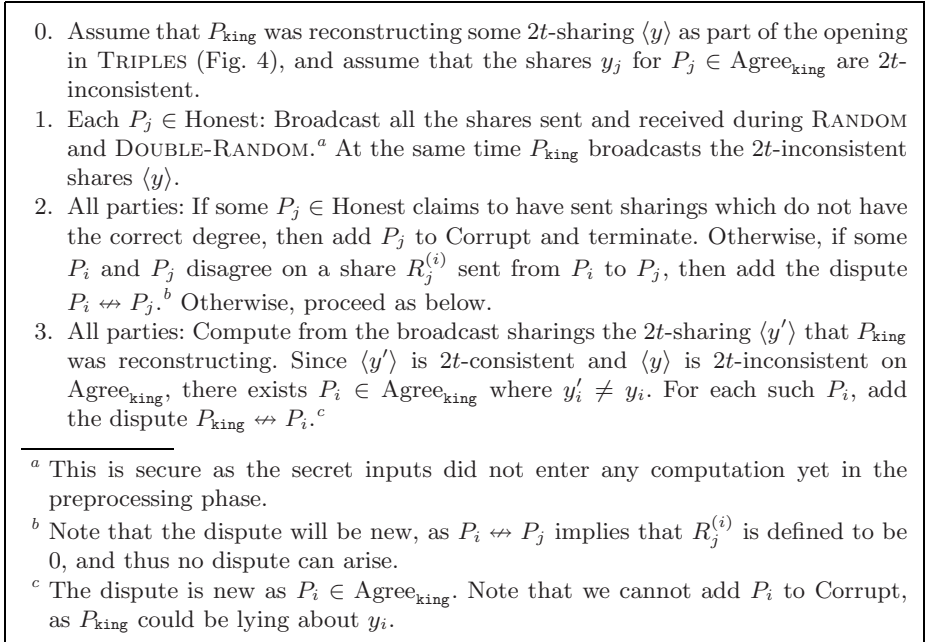 0. Assume that P_king was reconstructing some 2t-sharing ⟨y⟩ as part of the opening
in TRIPLES (Fig. 4), and assume that the shares y_j for P_j ∈ Agree_king are 2t-
inconsistent.
1. Each P_j ∈ Honest: Broadcast all the shares sent and received during RANDOM
and DOUBLE-RANDOM.^a At the same time P_king broadcasts the 2t-inconsistent
shares ⟨y⟩.
2. All parties: If some P_j ∈ Honest claims to have sent sharings which do not have
the correct degree, then add P_j to Corrupt and terminate. Otherwise, if some
P_i and P_j disagree on a share R_j^(i) sent from P_i to P_j, then add the dispute
P_i ↮ P_j.^b Otherwise, proceed as below.
3. All parties: Compute from the broadcast sharings the 2t-sharing ⟨y′⟩ that P_king
was reconstructing. Since ⟨y′⟩ is 2t-consistent and ⟨y⟩ is 2t-inconsistent on
Agree_king, there exists P_i ∈ Agree_king where y′_i ≠ y_i. For each such P_i, add
the dispute P_king ↮ P_i.^c
^a This is secure as the secret inputs did not enter any computation yet in the
preprocessing phase.
^b Note that the dispute will be new, as P_i ↮ P_j implies that R_j^(i) is defined to be
0, and thus no dispute can arise.
^c The dispute is new as P_i ∈ Agree_king. Note that we cannot add P_i to Corrupt,
as P_king could be lying about y_i.